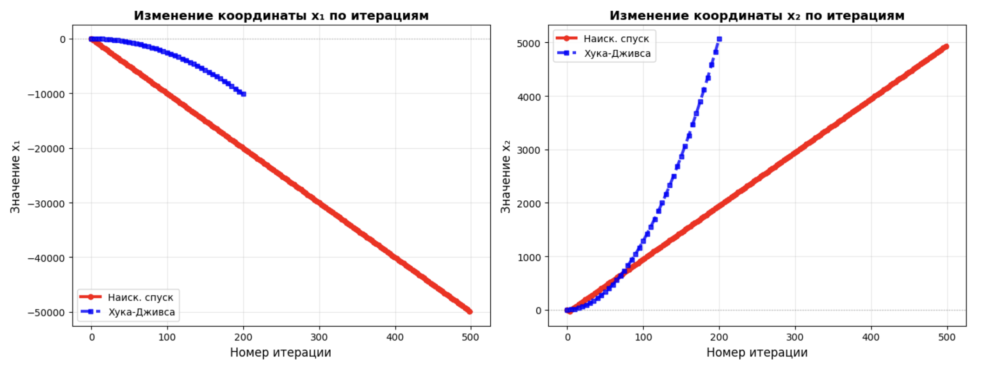 Изменение координаты x₁ по итерациям
Значение x₁
0
−10000
−20000
−30000
−40000
−50000
Наиск. спуск
Хука-Дживса
0 100 200 300 400 500
Номер итерации
Изменение координаты x₂ по итерациям
Значение x₂
Наиск. спуск
Хука-Дживса
5000
4000
3000
2000
1000
0
0 100 200 300 400 500
Номер итерации